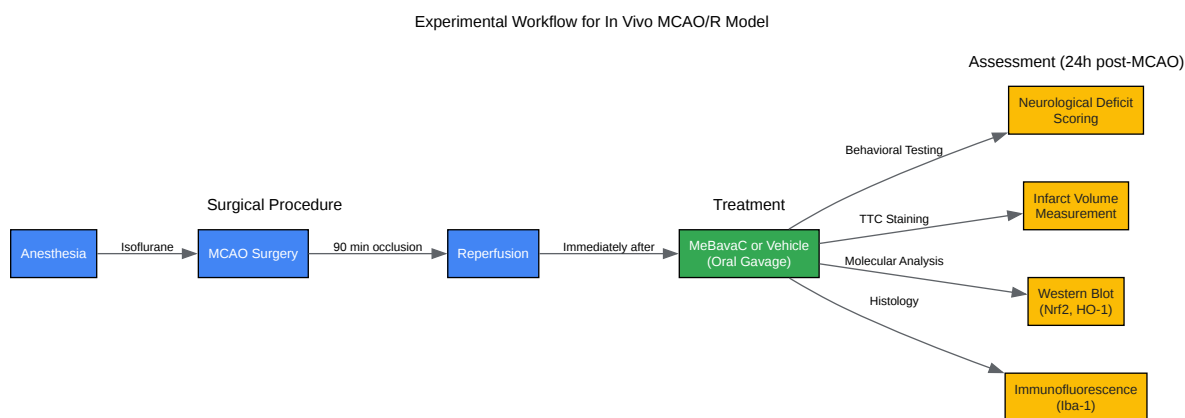 Experimental Workflow for In Vivo MCAO/R Model
Assessment (24h post-MCAO)
Neurological Deficit
Scoring
Behavioral Testing
Infarct Volume
Measurement
Surgical Procedure
Treatment
TTC Staining
Anesthesia
Isoflurane
MCAO Surgery
90 min occlusion
Reperfusion
Immediately after
MeBavaC or Vehicle
(Oral Gavage)
Molecular Analysis
Western Blot
(Nrf2, HO-1)
Histology
Immunofluorescence
(Iba-1)